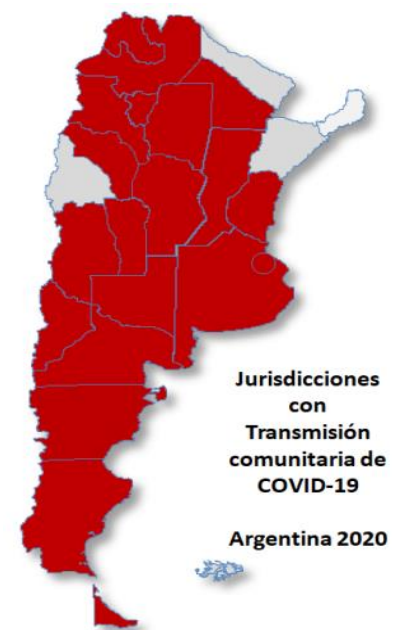 Jurisdicciones
con
Transmisión
comunitaria de
COVID-19
Argentina 2020